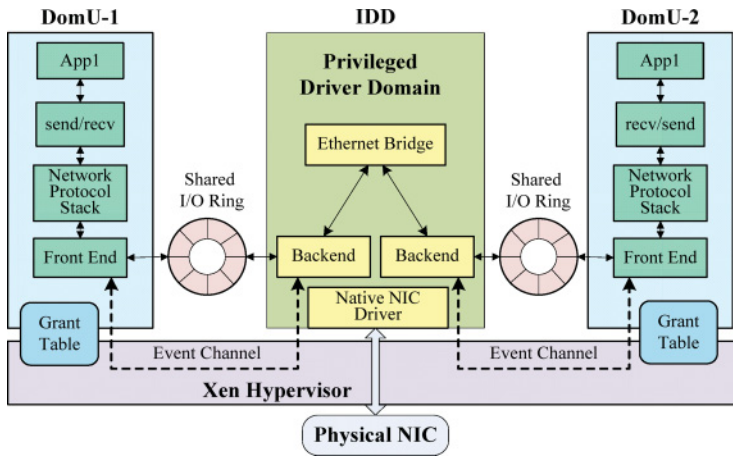 DomU-1
IDD
DomU-2
App1
send/recv
Network
Protocol
Stack
Front End
Grant
Table
Shared
I/O Ring
Privileged
Driver Domain
Ethernet Bridge
Backend
Backend
Native NIC
Driver
Shared
I/O Ring
App1
recv/send
Network
Protocol
Stack
Front End
Grant
Table
Event Channel
Event Channel
Xen Hypervisor
Physical NIC